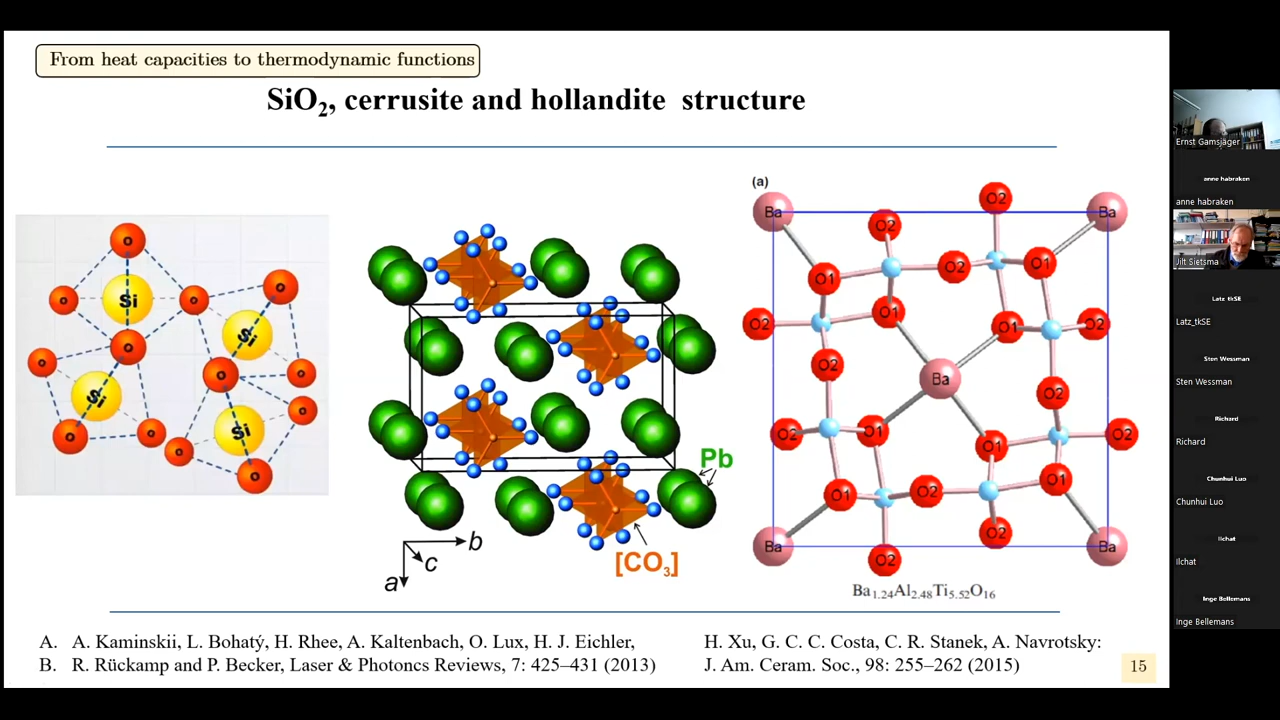 From heat capacities to thermodynamic functions
SiO2, cerrusite and hollandite structure
(a)
o
Si
o
o
o
Si
o
o
o
o
Si
Si
o
o
o
o
o
Pb
[CO3]
b
c
a
Ba
O2
O2
Ba
O1
O2
O1
O2
O1
O1
O2
O2
Ba
O2
O2
O1
O1
O2
O1
O2
O1
Ba
O2
O2
Ba
Ba1.24Al2.48Ti5.52O16
A. A. Kaminskii, L. Bohatý, H. Rhee, A. Kaltenbach, O. Lux, H. J. Eichler,
B. R. Rückamp and P. Becker, Laser & Photoncs Reviews, 7: 425–431 (2013)
H. Xu, G. C. C. Costa, C. R. Stanek, A. Navrotsky:
J. Am. Ceram. Soc., 98: 255–262 (2015)
15
Ernst Gamsjäger
anne habraken
anne habraken
Jilt Sietsma
Latz_tkSE
Latz_tkSE
Sten Wessman
Sten Wessman
Richard
Richard
Chunhui Luo
Chunhui Luo
Ilchat
Ilchat
Inge Bellemans
Inge Bellemans